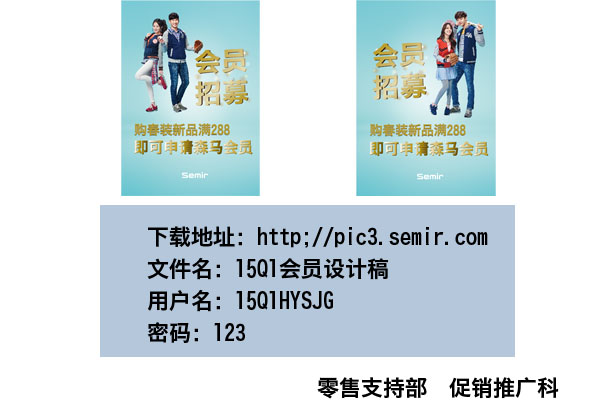 会员
招募
购春装新品满288
即可申请森马会员
Semir
会员
招募
购春装新品满288
即可申请森马会员
Semir
下载地址：http;//pic3.semir.com
文件名：15Q1会员设计稿
用户名：15Q1HYSJG
密码：123
零售支持部　促销推广科